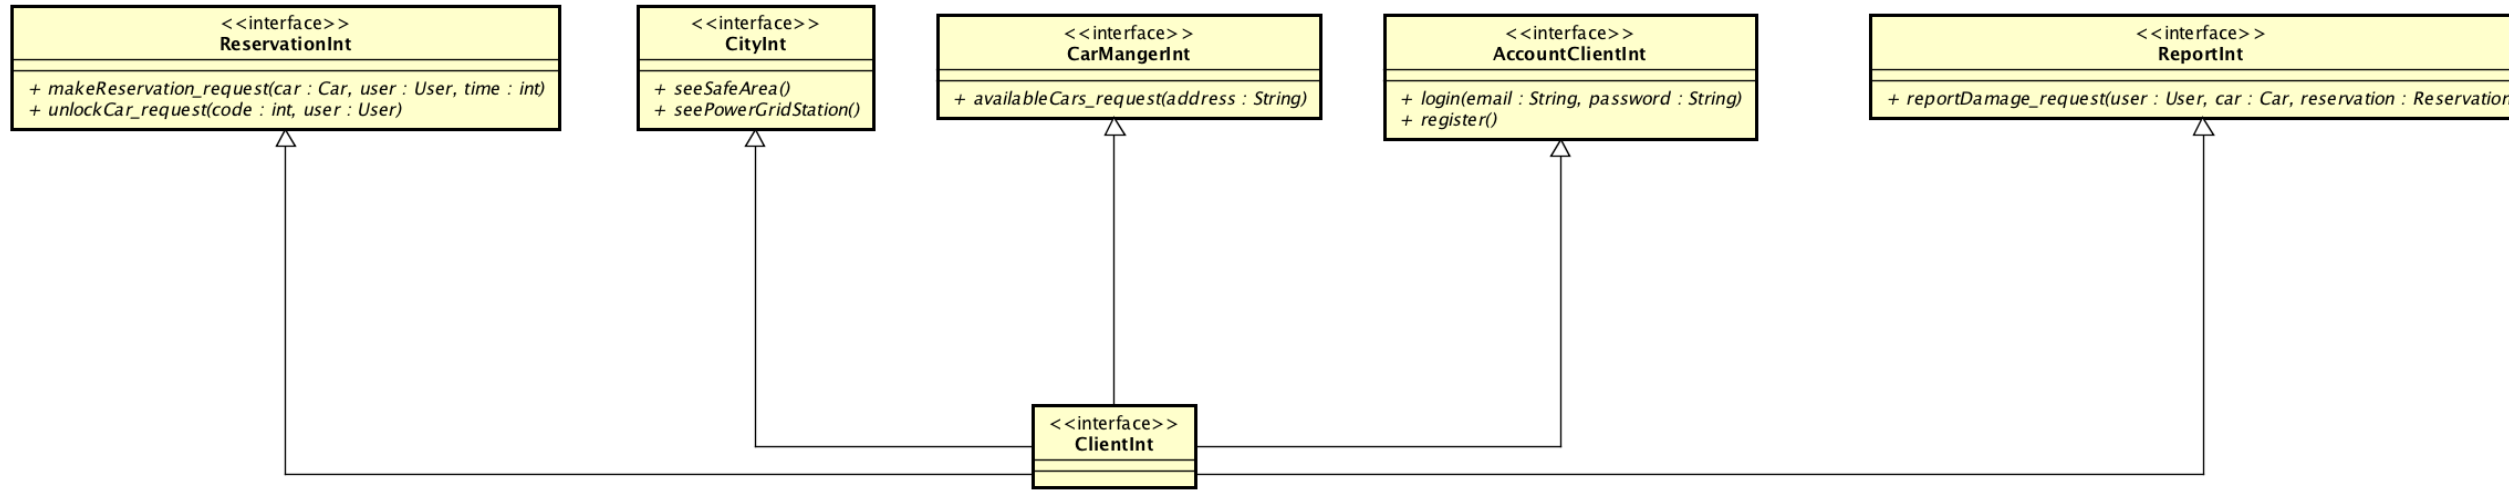 <<interface>>
ReservationInt
+ makeReservation_request(car : Car, user : User, time : int)
+ unlockCar_request(code : int, user : User)
<<interface>>
CityInt
+ seeSafeArea()
+ seePowerGridStation()
<<interface>>
CarMangerInt
+ availableCars_request(address : String)
<<interface>>
AccountClientInt
+ login(email : String, password : String)
+ register()
<<interface>>
ReportInt
+ reportDamage_request(user : User, car : Car, reservation : Reservation
<<interface>>
ClientInt